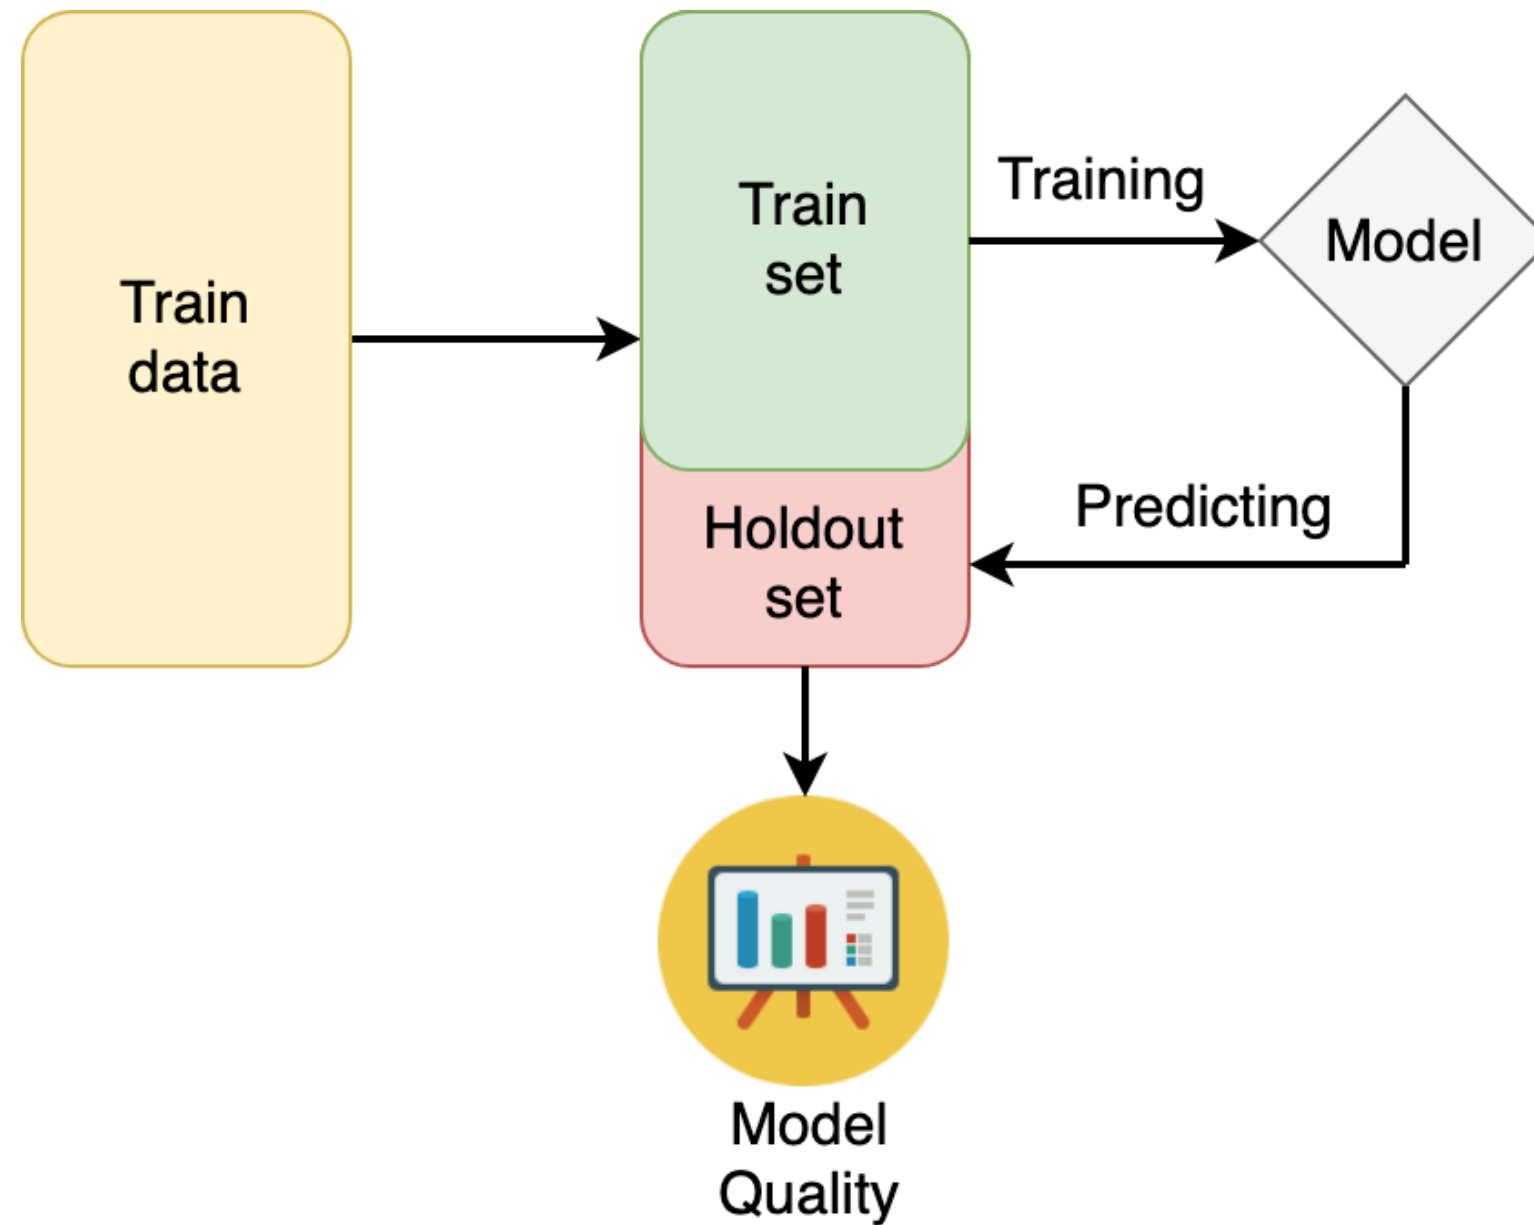 Train
data
Train
set
Training
Model
Predicting
Holdout
set
Model
Quality